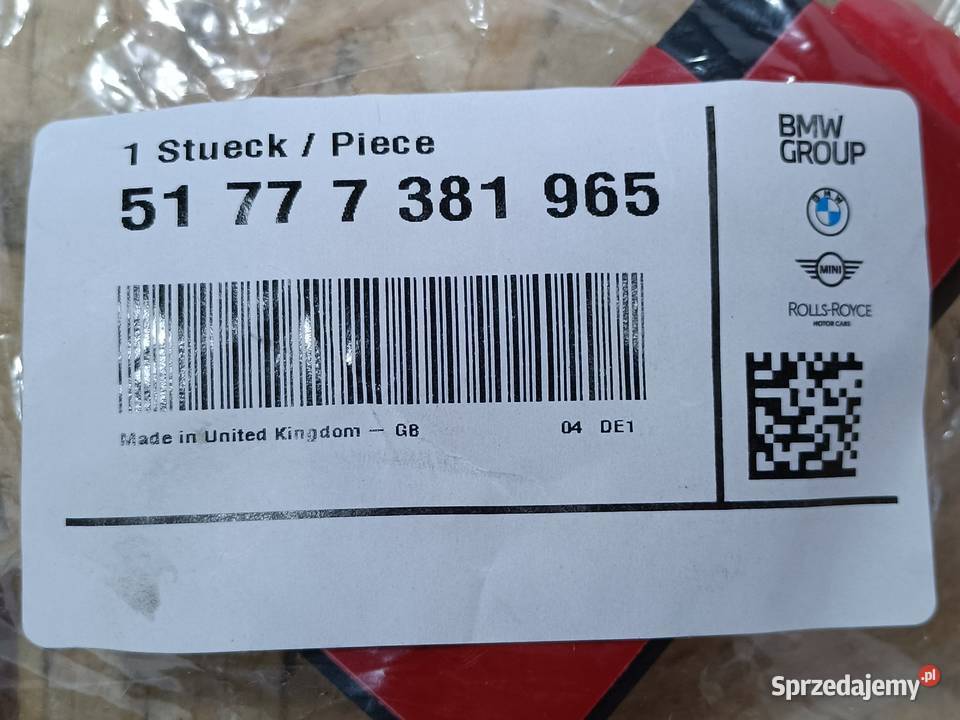 1 Stueck / Piece
51 77 7 381 965
Made in United Kingdom – GB 04 DE1
BMW
GROUP
BMW
MINI
ROLLS-ROYCE
MOTOR CARS
Sprzedajemy.pl